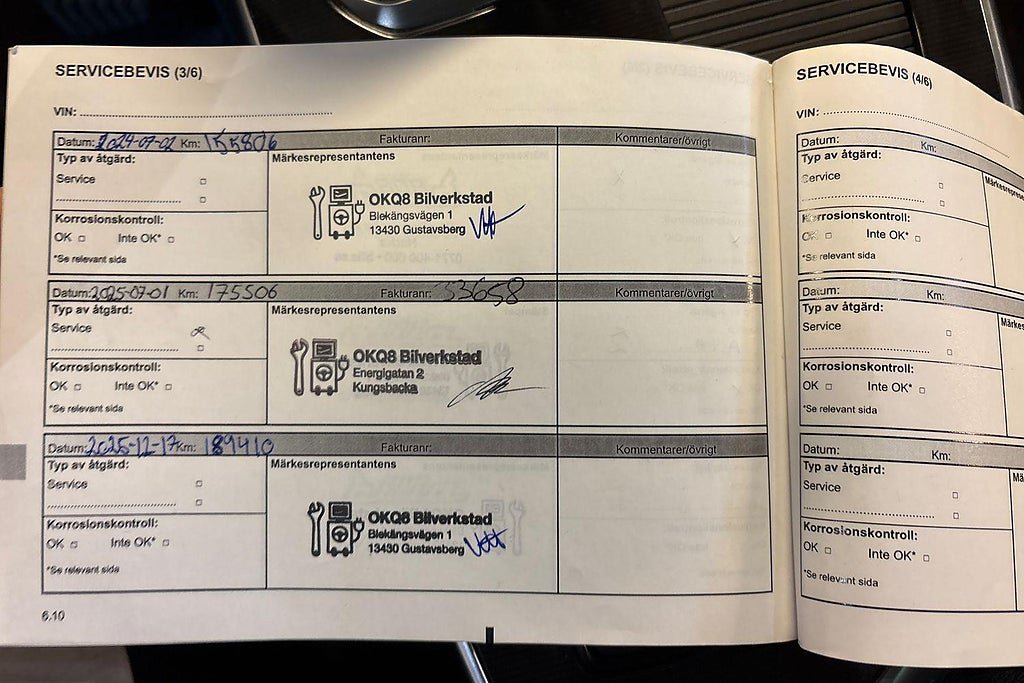 SERVICEBEVIS (3/6)
VIN:
Datum: 2024-07-02 Km: 155806 Fakturanr: Kommentarer/övrigt
Typ av åtgärd: Märkesrepresentantens
Service
OKQ8 Bilverkstad
Blekängsvägen 1
13430 Gustavsberg
Korrosionskontroll:
OK Inte OK*
*Se relevant sida
Datum: 2025-07-01 Km: 175506 Fakturanr: 53658 Kommentarer/övrigt
Typ av åtgärd: Märkesrepresentantens
Service
OKQ8 Bilverkstad
Energigatan 2
Kungsbacka
Korrosionskontroll:
OK Inte OK*
*Se relevant sida
Datum: 2025-12-17 Km: 189410 Fakturanr: Kommentarer/övrigt
Typ av åtgärd: Märkesrepresentantens
Service
OKQ8 Bilverkstad
Blekängsvägen 1
13430 Gustavsberg
Korrosionskontroll:
OK Inte OK*
*Se relevant sida
6.10
SERVICEBEVIS (4/6)
VIN:
Datum: Km:
Typ av åtgärd: Märkesreprese
Service
Korrosionskontroll:
OK Inte OK*
*Se relevant sida
Datum: Km:
Typ av åtgärd: Märkes
Service
Korrosionskontroll:
OK Inte OK*
*Se relevant sida
Datum: Km:
Typ av åtgärd: Mä
Service
Korrosionskontroll:
OK Inte OK*
*Se relevant sida